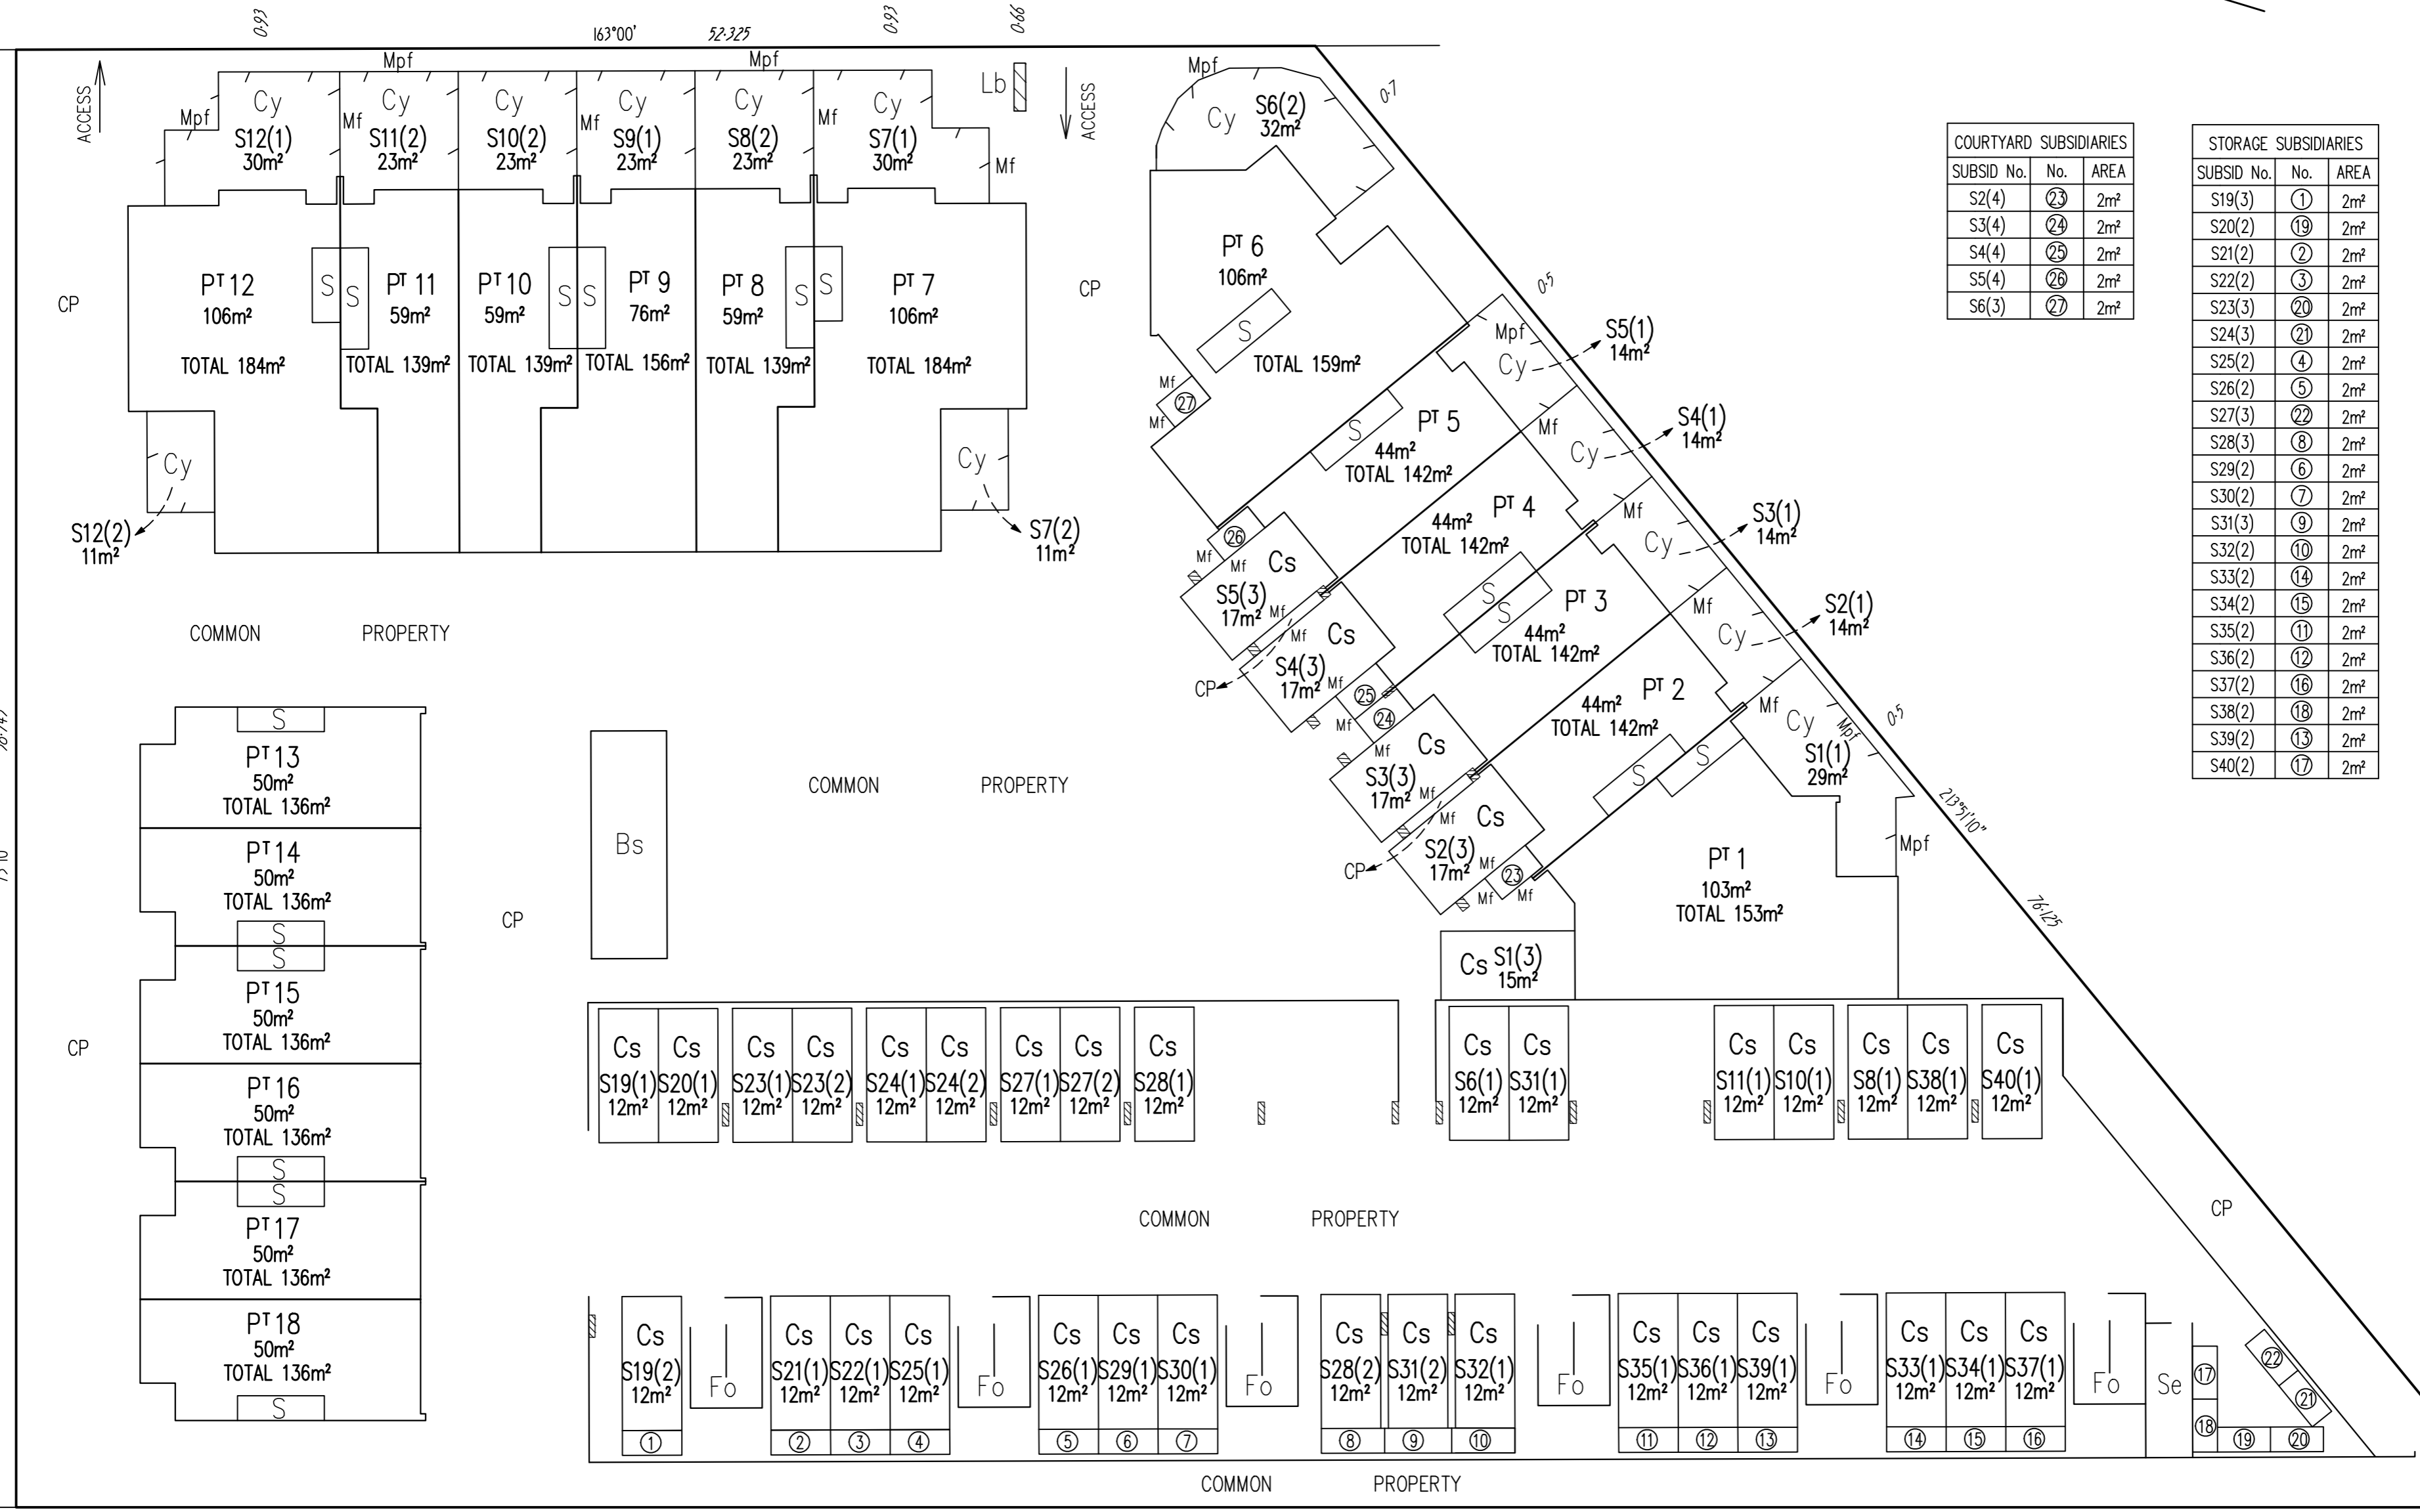 0·93
0·93
0·66
163°00'
52·325
ACCESS
Mpf
Mpf
Mpf
Lb
ACCESS
Mpf
0·7
Cy
S12(1)
30m²
Mf
Cy
S11(2)
23m²
Cy
S10(2)
23m²
Mf
Cy
S9(1)
23m²
Cy
S8(2)
23m²
Mf
Cy
S7(1)
30m²
Mf
Cy
S6(2)
32m²
CP
PT 12
106m²
TOTAL 184m²
S
S
PT 11
59m²
TOTAL 139m²
PT 10
59m²
TOTAL 139m²
S
S
PT 9
76m²
TOTAL 156m²
PT 8
59m²
TOTAL 139m²
S
S
PT 7
106m²
TOTAL 184m²
CP
PT 6
106m²
S
TOTAL 159m²
Cy
S12(2)
11m²
Cy
S7(2)
11m²
Mf
27
Mf
0·5
Mpf
Cy
S5(1)
14m²
PT 5
44m²
TOTAL 142m²
S
Mf
Cy
S4(1)
14m²
PT 4
44m²
TOTAL 142m²
S
Mf
Cy
S3(1)
14m²
PT 3
44m²
TOTAL 142m²
S
Mf
Cy
S2(1)
14m²
PT 2
44m²
TOTAL 142m²
S
S
Mf
Cy
Mpf
S1(1)
29m²
0·5
Mpf
213°51'10"
76·125
PT 1
103m²
TOTAL 153m²
26
Mf
Mf
Cs
S5(3)
17m²
Mf
Mf
Cs
S4(3)
17m²
CP
Mf
25
Mf
24
Mf
Cs
S3(3)
17m²
Mf
Mf
Cs
S2(3)
17m²
CP
Mf
23
Mf
Mf
Cs
S1(3)
15m²
COURTYARD SUBSIDIARIES
SUBSID No. No. AREA
S2(4) 23 2m²
S3(4) 24 2m²
S4(4) 25 2m²
S5(4) 26 2m²
S6(3) 27 2m²
STORAGE SUBSIDIARIES
SUBSID No. No. AREA
S19(3) 1 2m²
S20(2) 19 2m²
S21(2) 2 2m²
S22(2) 3 2m²
S23(3) 20 2m²
S24(3) 21 2m²
S25(2) 4 2m²
S26(2) 5 2m²
S27(3) 22 2m²
S28(3) 8 2m²
S29(2) 6 2m²
S30(2) 7 2m²
S31(3) 9 2m²
S32(2) 10 2m²
S33(2) 14 2m²
S34(2) 15 2m²
S35(2) 11 2m²
S36(2) 12 2m²
S37(2) 16 2m²
S38(2) 18 2m²
S39(2) 13 2m²
S40(2) 17 2m²
COMMON PROPERTY
S
PT 13
50m²
TOTAL 136m²
PT 14
50m²
TOTAL 136m²
S
S
PT 15
50m²
TOTAL 136m²
PT 16
50m²
TOTAL 136m²
S
S
PT 17
50m²
TOTAL 136m²
PT 18
50m²
TOTAL 136m²
S
CP
CP
Bs
COMMON PROPERTY
Cs Cs Cs Cs Cs Cs Cs Cs Cs Cs Cs Cs Cs Cs Cs Cs
S19(1) S20(1) S23(1) S23(2) S24(1) S24(2) S27(1) S27(2) S28(1) S6(1) S31(1) S11(1) S10(1) S8(1) S38(1) S40(1)
12m² 12m² 12m² 12m² 12m² 12m² 12m² 12m² 12m² 12m² 12m² 12m² 12m² 12m² 12m² 12m²
COMMON PROPERTY
CP
Cs Cs Cs Cs Cs Cs Cs Cs Cs Cs Cs Cs Cs Cs Cs Cs
S19(2) S21(1) S22(1) S25(1) S26(1) S29(1) S30(1) S28(2) S31(2) S32(1) S35(1) S36(1) S39(1) S33(1) S34(1) S37(1)
12m² 12m² 12m² 12m² 12m² 12m² 12m² 12m² 12m² 12m² 12m² 12m² 12m² 12m² 12m² 12m²
Fo Fo Fo Fo Fo Fo Se
1 2 3 4 5 6 7 8 9 10 11 12 13 14 15 16
17
18
19
20
21
22
COMMON PROPERTY